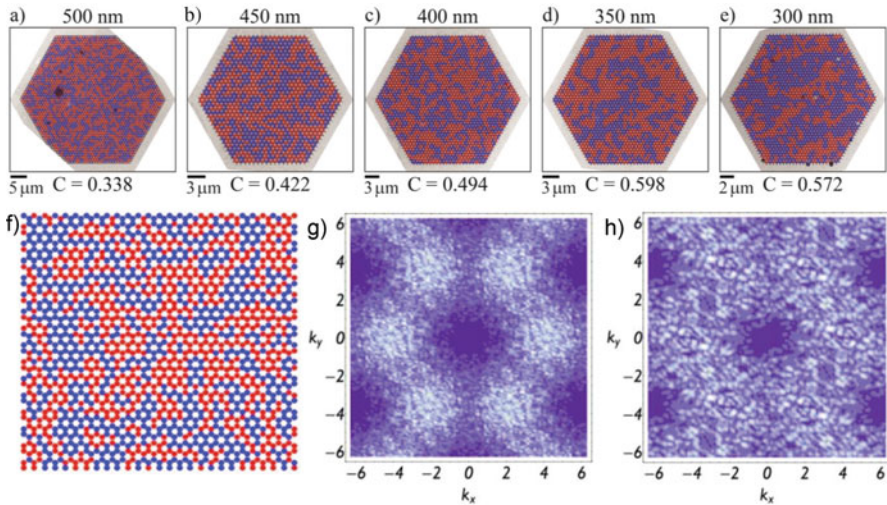 a) 500 nm
b) 450 nm
c) 400 nm
d) 350 nm
e) 300 nm
5 μm C = 0.338
3 μm C = 0.422
3 μm C = 0.494
3 μm C = 0.598
2 μm C = 0.572
f)
g)
6
4
2
0
−2
−4
−6
k_y
−6 −4 −2 0 2 4 6
k_x
h)
6
4
2
0
−2
−4
−6
k_y
−6 −4 −2 0 2 4 6
k_x